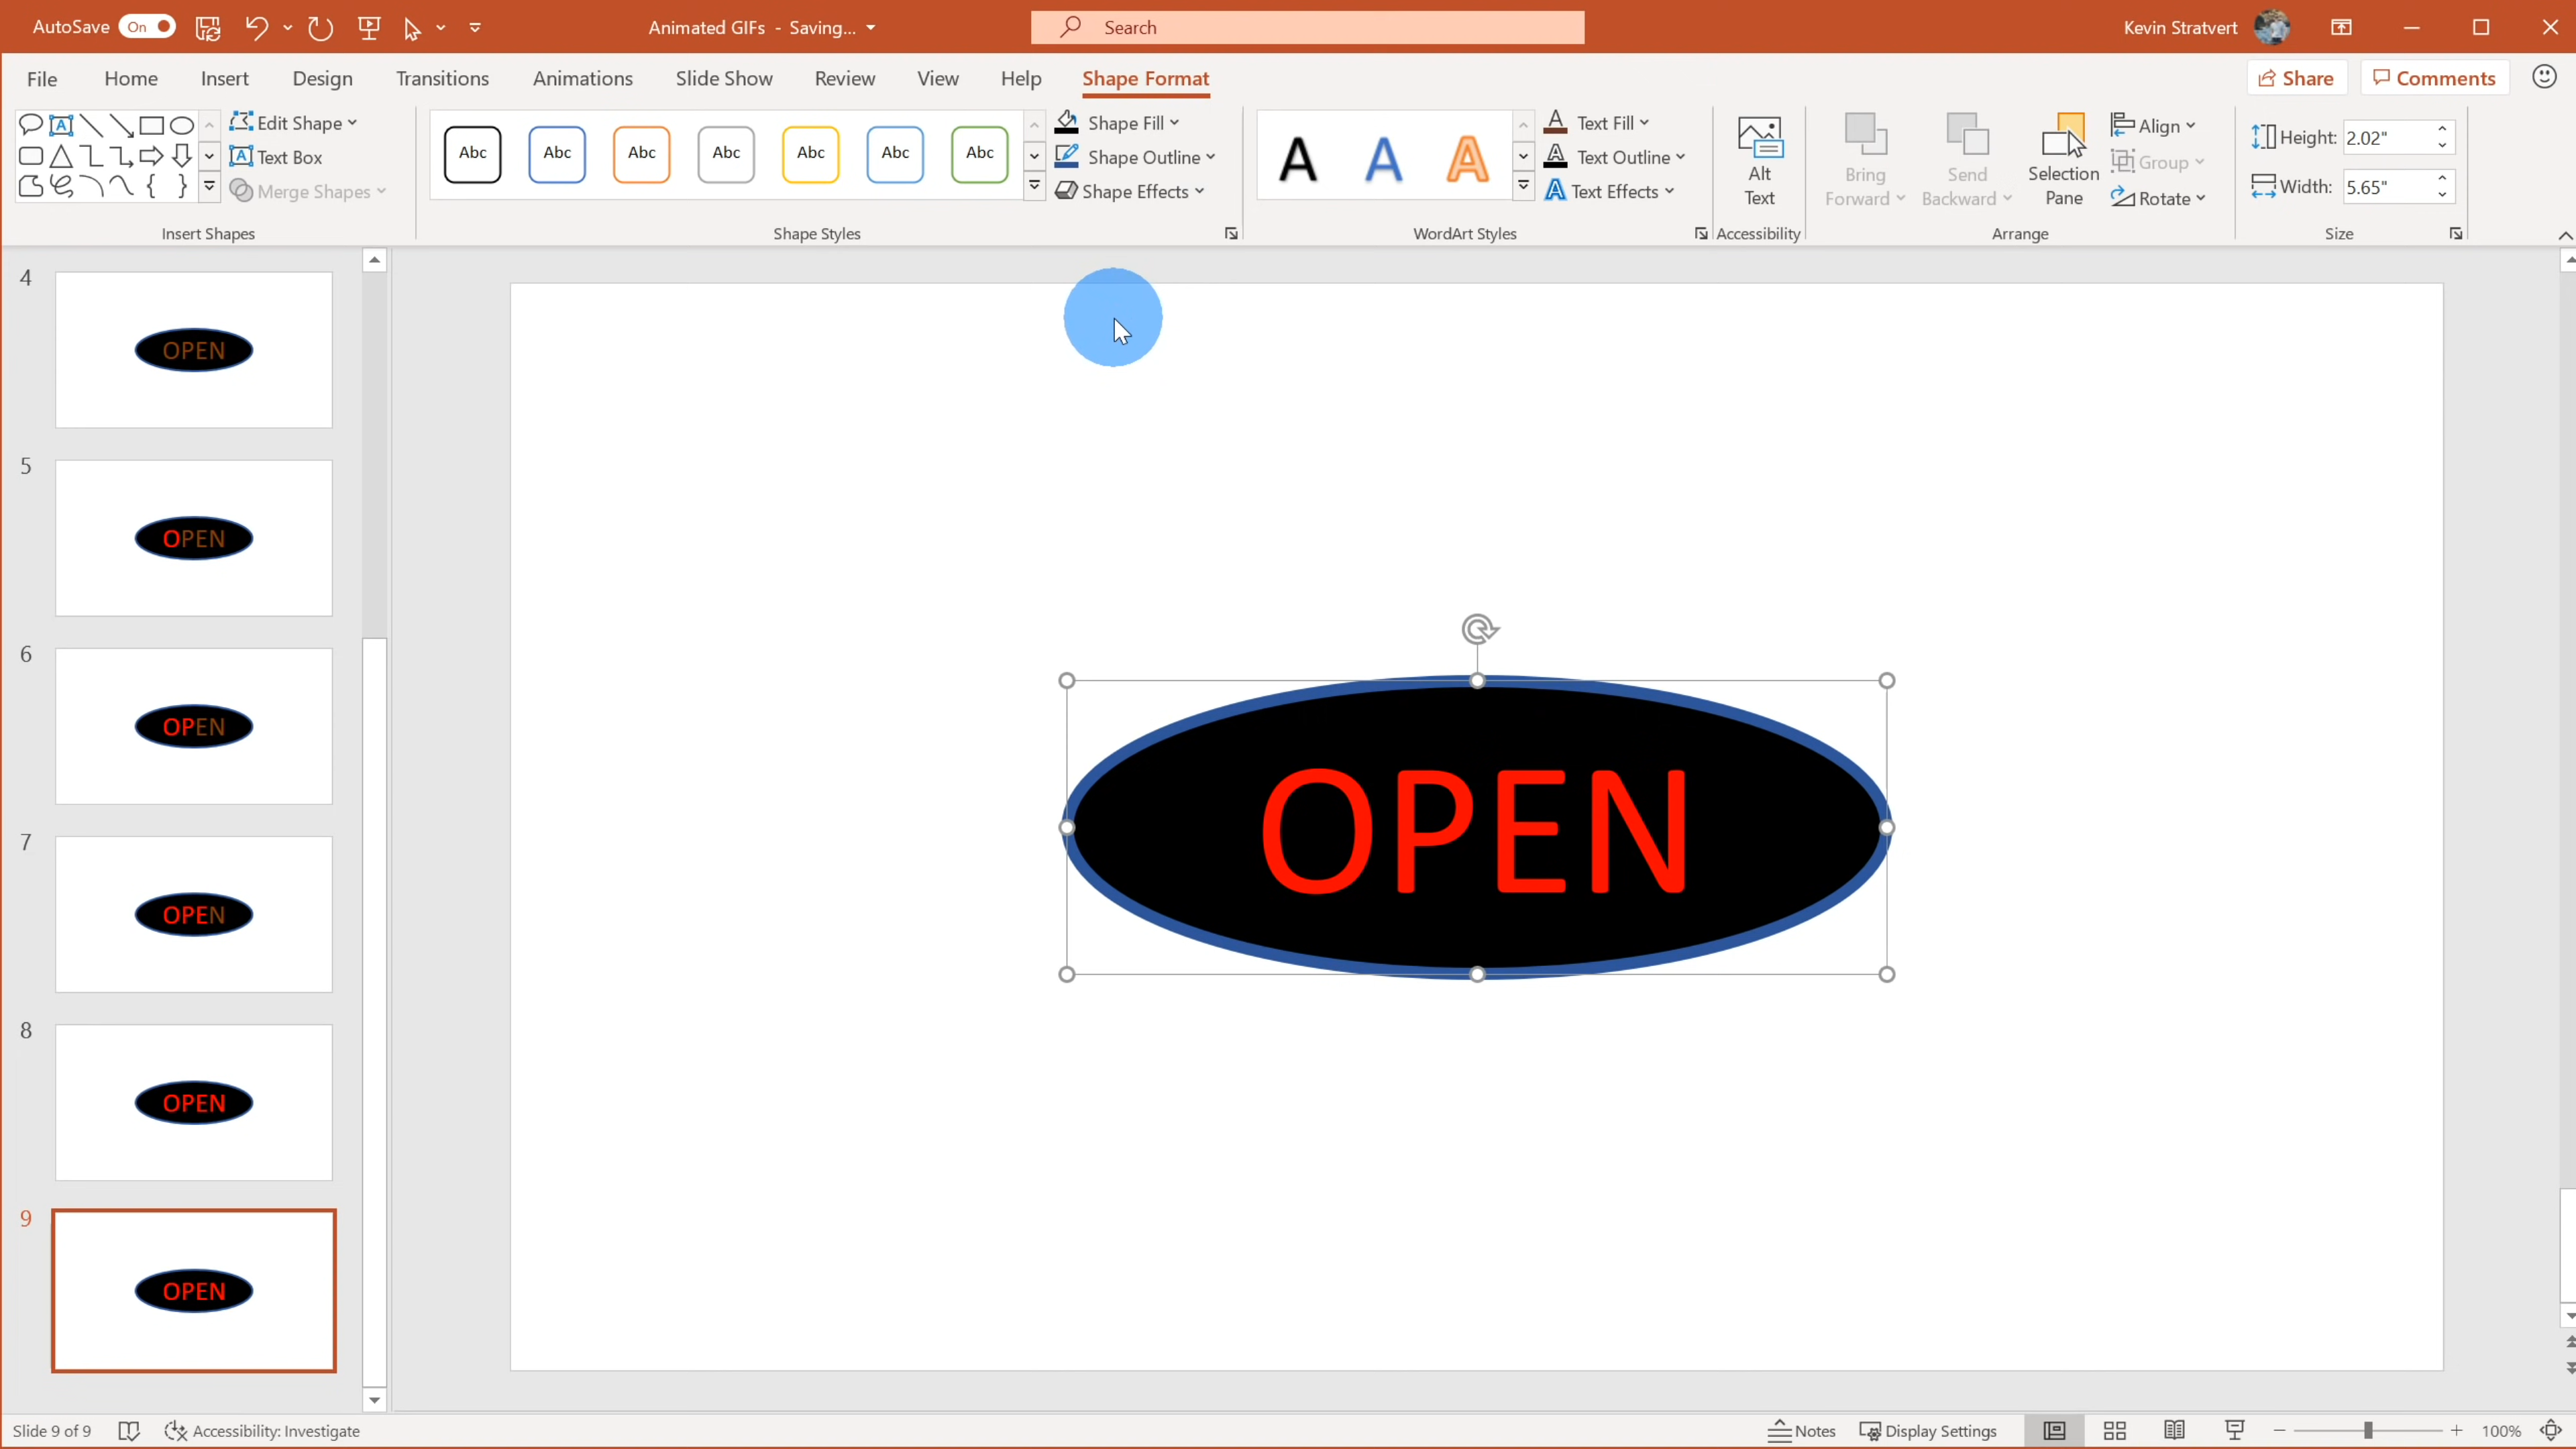 AutoSave On Animated GIFs - Saving... Search Kevin Stratvert
File Home Insert Design Transitions Animations Slide Show Review View Help Shape Format Share Comments
Edit Shape
Text Box
Merge Shapes
Insert Shapes
Abc Abc Abc Abc Abc Abc Abc
Shape Fill
Shape Outline
Shape Effects
Shape Styles
A A A
Text Fill
Text Outline
Text Effects
WordArt Styles
Alt
Text
Accessibility
Bring
Forward
Send
Backward
Selection
Pane
Align
Group
Rotate
Arrange
Height: 2.02"
Width: 5.65"
Size
4
OPEN
5
OPEN
6
OPEN
7
OPEN
8
OPEN
9
OPEN
OPEN
Slide 9 of 9 Accessibility: Investigate Notes Display Settings 100%